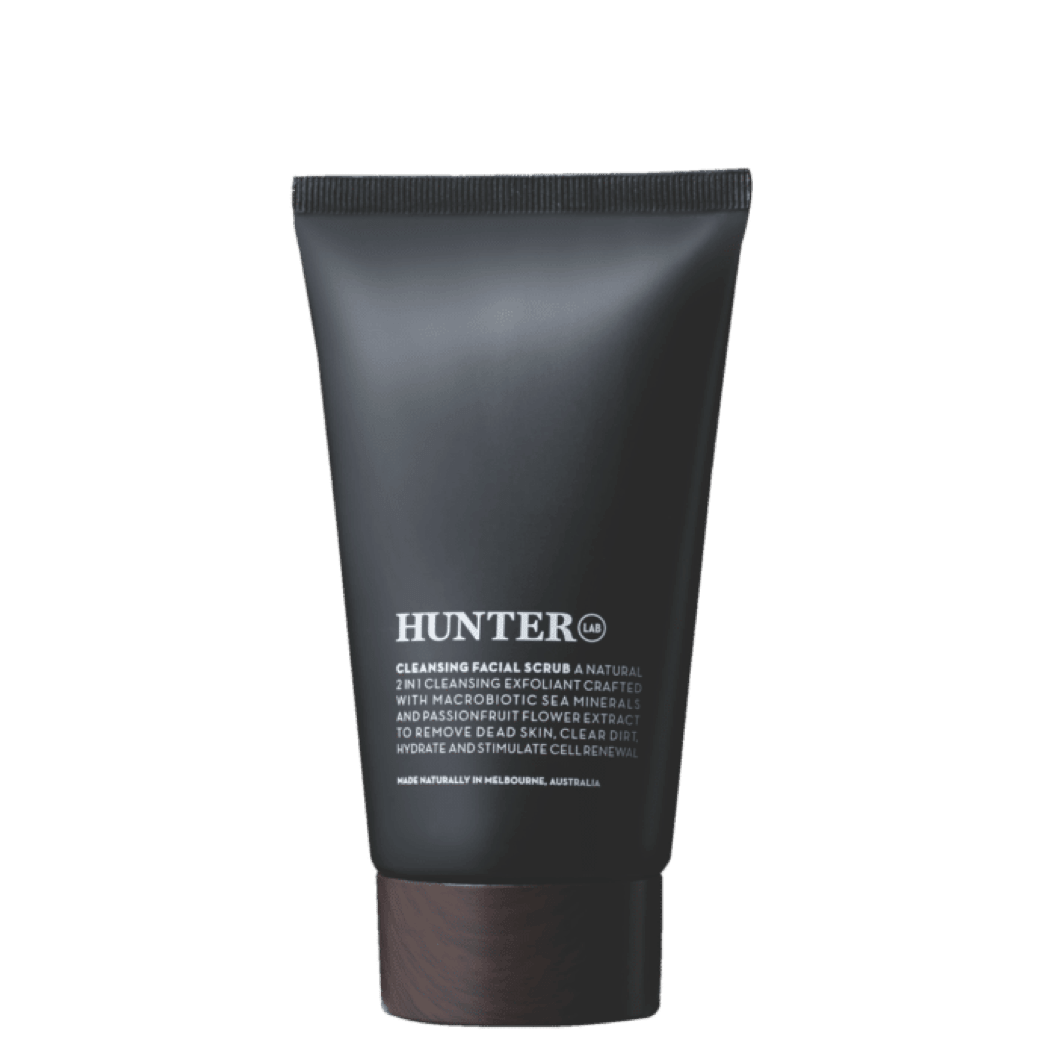 HUNTER LAB
CLEANSING FACIAL SCRUB A NATURAL
2 IN 1 CLEANSING EXFOLIANT CRAFTED
WITH MACROBIOTIC SEA MINERALS
AND PASSIONFRUIT FLOWER EXTRACT
TO REMOVE DEAD SKIN, CLEAR DIRT,
HYDRATE AND STIMULATE CELL RENEWAL
MADE NATURALLY IN MELBOURNE, AUSTRALIA